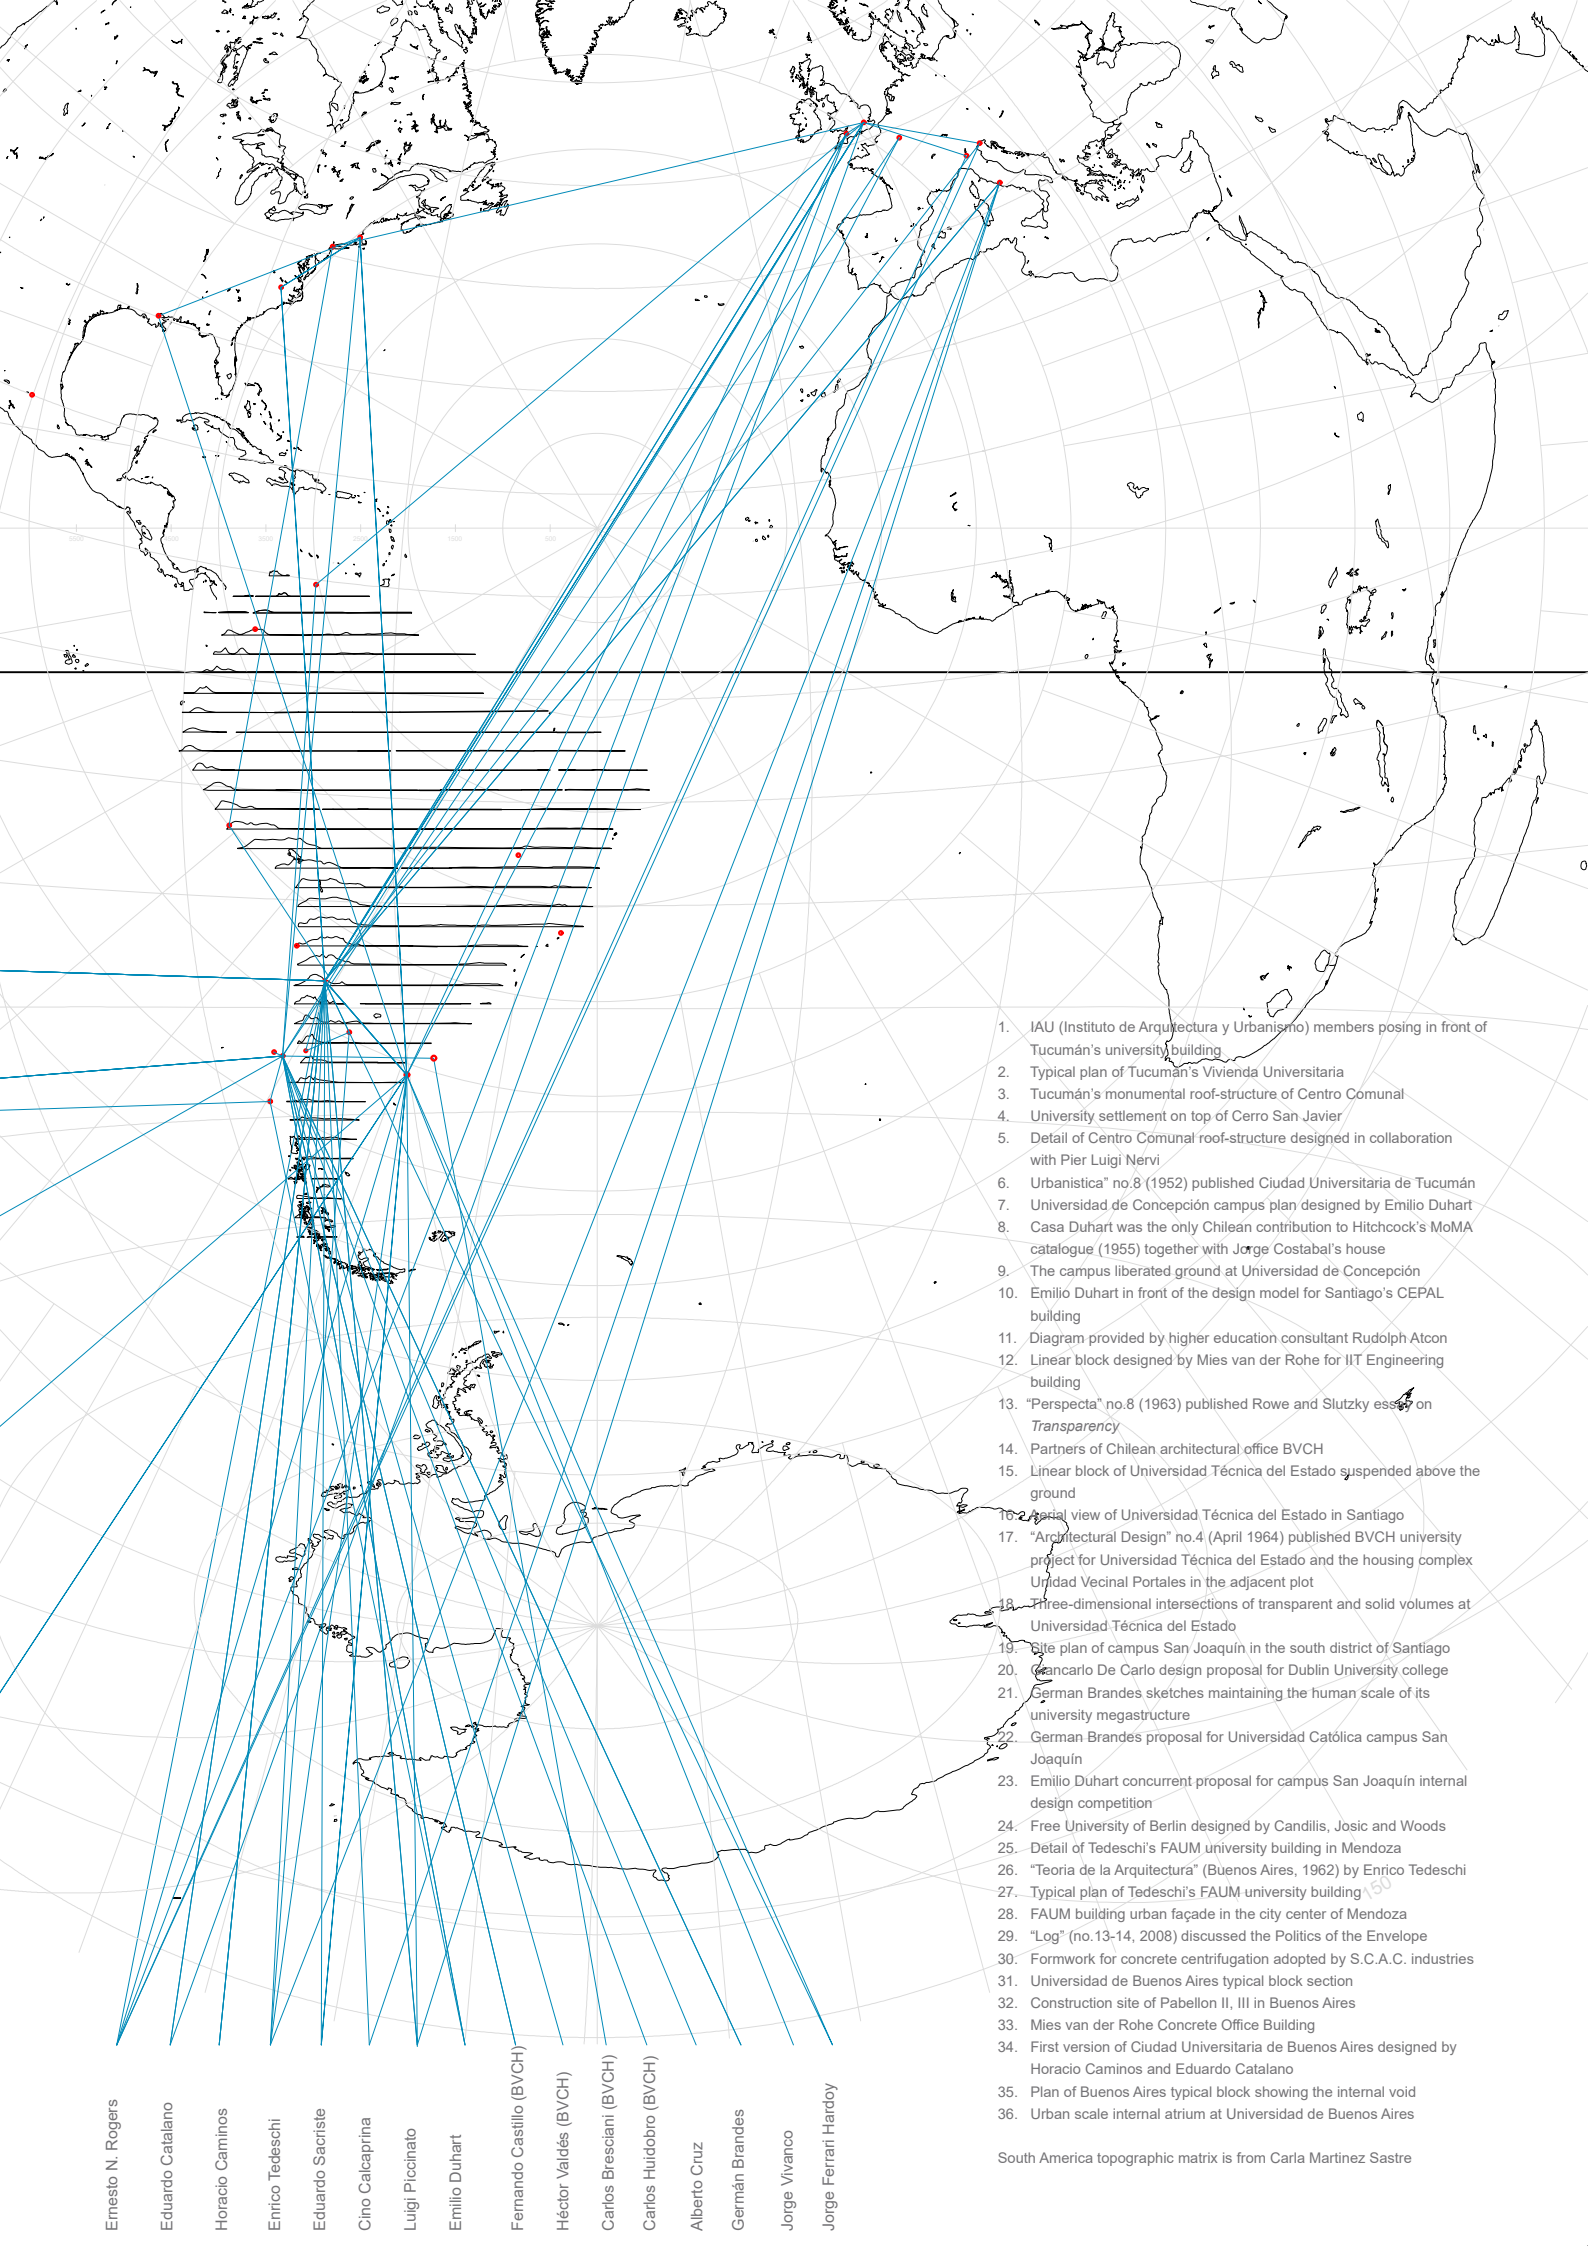 1. IAU (Instituto de Arquitectura y Urbanismo) members posing in front of
Tucumán’s university building
2. Typical plan of Tucumán’s Vivienda Universitaria
3. Tucumán’s monumental roof-structure of Centro Comunal
4. University settlement on top of Cerro San Javier
5. Detail of Centro Comunal roof-structure designed in collaboration
with Pier Luigi Nervi
6. Urbanistica” no.8 (1952) published Ciudad Universitaria de Tucumán
7. Universidad de Concepción campus plan designed by Emilio Duhart
8. Casa Duhart was the only Chilean contribution to Hitchcock’s MoMA
catalogue (1955) together with Jorge Costabal’s house
9. The campus liberated ground at Universidad de Concepción
10. Emilio Duhart in front of the design model for Santiago’s CEPAL
building
11. Diagram provided by higher education consultant Rudolph Atcon
12. Linear block designed by Mies van der Rohe for IIT Engineering
building
13. “Perspecta” no.8 (1963) published Rowe and Slutzky essay on
Transparency
14. Partners of Chilean architectural office BVCH
15. Linear block of Universidad Técnica del Estado suspended above the
ground
16. Aerial view of Universidad Técnica del Estado in Santiago
17. “Architectural Design” no.4 (April 1964) published BVCH university
project for Universidad Técnica del Estado and the housing complex
Unidad Vecinal Portales in the adjacent plot
18. Three-dimensional intersections of transparent and solid volumes at
Universidad Técnica del Estado
19. Site plan of campus San Joaquín in the south district of Santiago
20. Giancarlo De Carlo design proposal for Dublin University college
21. German Brandes sketches maintaining the human scale of its
university megastructure
22. German Brandes proposal for Universidad Católica campus San
Joaquín
23. Emilio Duhart concurrent proposal for campus San Joaquín internal
design competition
24. Free University of Berlin designed by Candilis, Josic and Woods
25. Detail of Tedeschi’s FAUM university building in Mendoza
26. “Teoria de la Arquitectura” (Buenos Aires, 1962) by Enrico Tedeschi
27. Typical plan of Tedeschi’s FAUM university building
150
28. FAUM building urban façade in the city center of Mendoza
29. “Log” (no.13-14, 2008) discussed the Politics of the Envelope
30. Formwork for concrete centrifugation adopted by S.C.A.C. industries
31. Universidad de Buenos Aires typical block section
32. Construction site of Pabellon II, III in Buenos Aires
33. Mies van der Rohe Concrete Office Building
34. First version of Ciudad Universitaria de Buenos Aires designed by
Horacio Caminos and Eduardo Catalano
35. Plan of Buenos Aires typical block showing the internal void
36. Urban scale internal atrium at Universidad de Buenos Aires
South America topographic matrix is from Carla Martinez Sastre
Ernesto N. Rogers
Eduardo Catalano
Horacio Caminos
Enrico Tedeschi
Eduardo Sacriste
Cino Calcaprina
Luigi Piccinato
Emilio Duhart
Fernando Castillo (BVCH)
Héctor Valdés (BVCH)
Carlos Bresciani (BVCH)
Carlos Huidobro (BVCH)
Alberto Cruz
Germán Brandes
Jorge Vivanco
Jorge Ferrari Hardoy